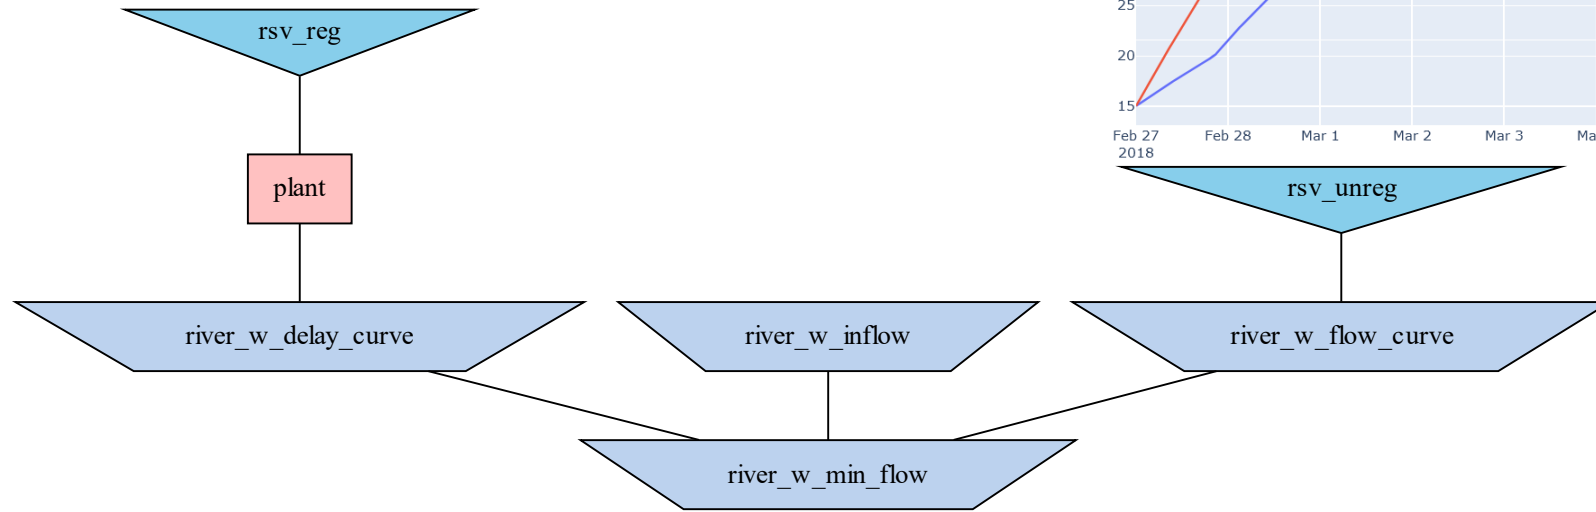 rsv_reg
25
20
15
Feb 27
Feb 28
Mar 1
Mar 2
Mar 3
2018
plant
rsv_unreg
river_w_delay_curve
river_w_inflow
river_w_flow_curve
river_w_min_flow